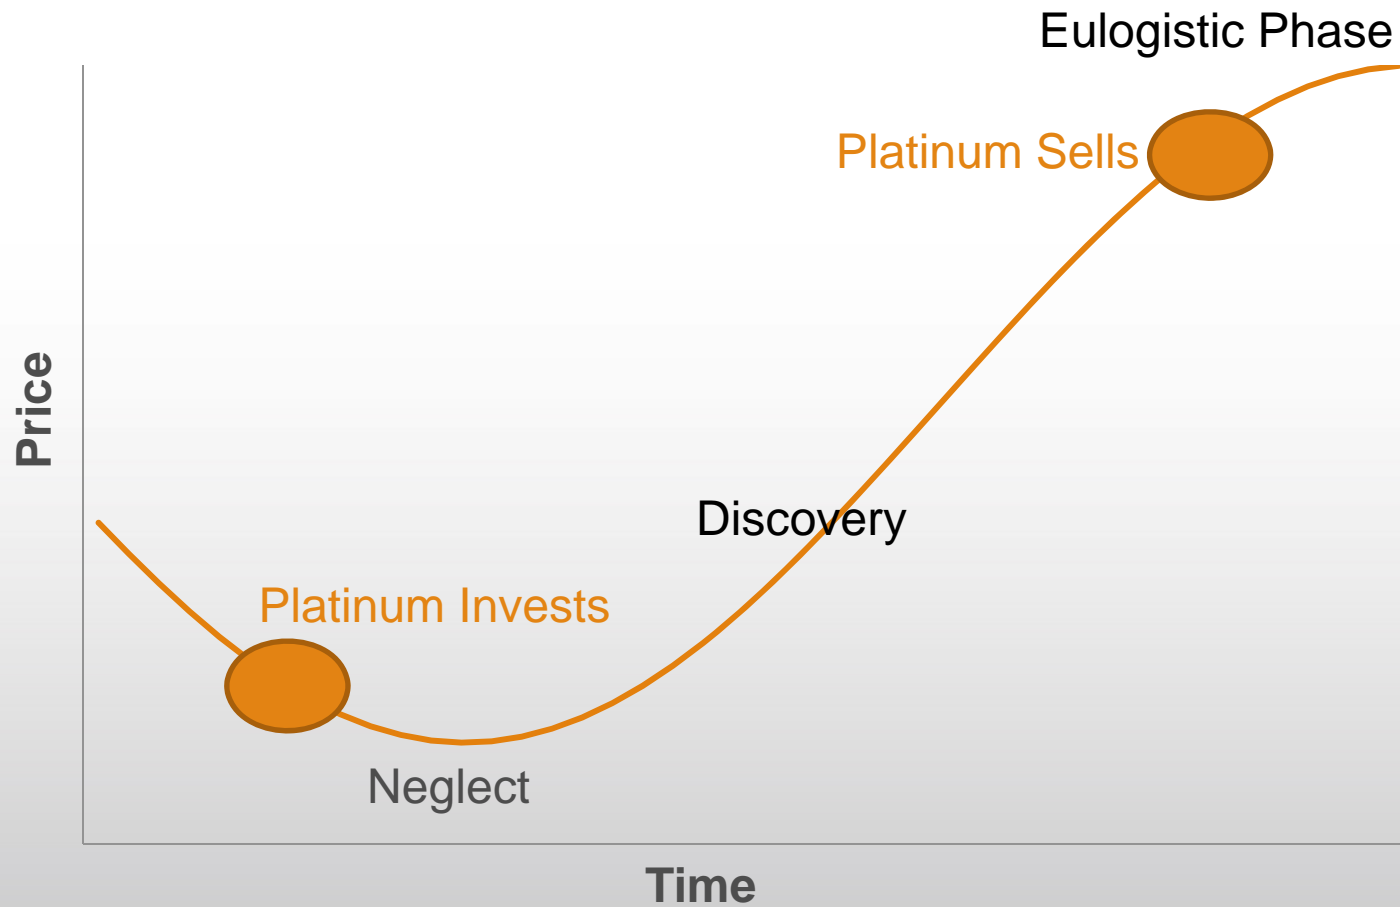 Eulogistic Phase
Platinum Sells
Price
Discovery
Platinum Invests
Neglect
Time